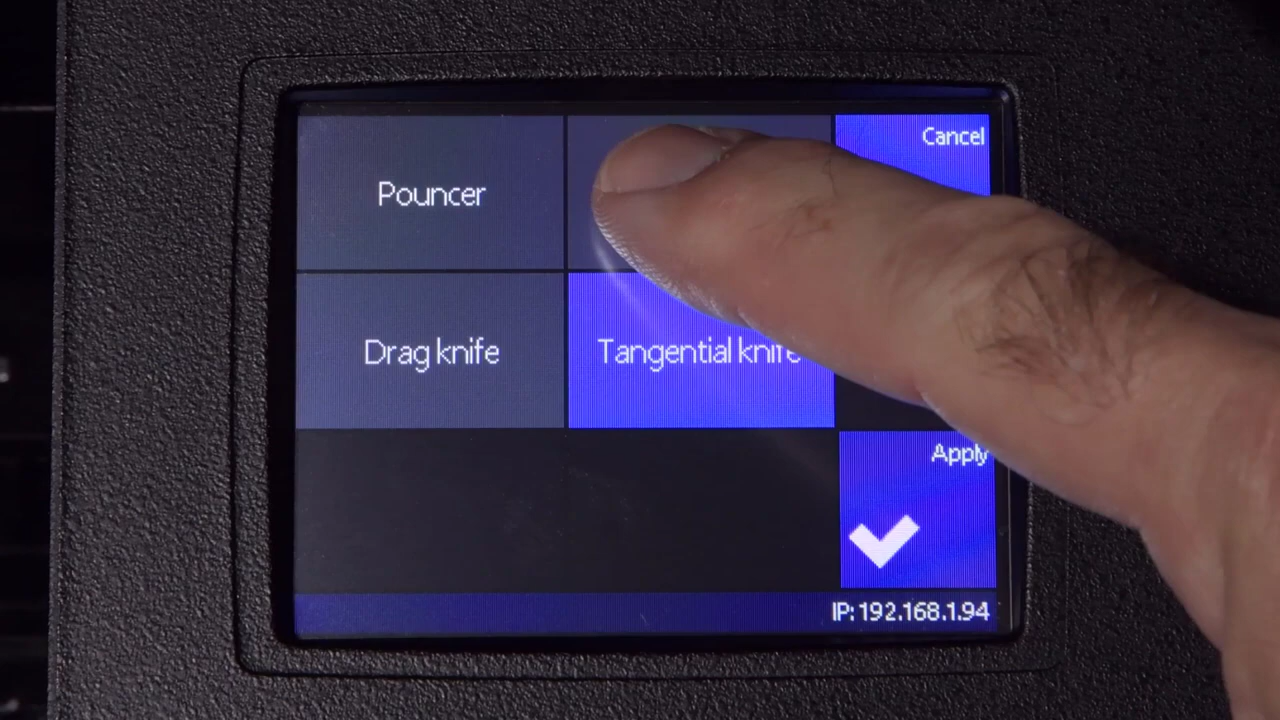 Cancel
Pouncer
Drag knife
Tangential knife
Apply
IP: 192.168.1.94